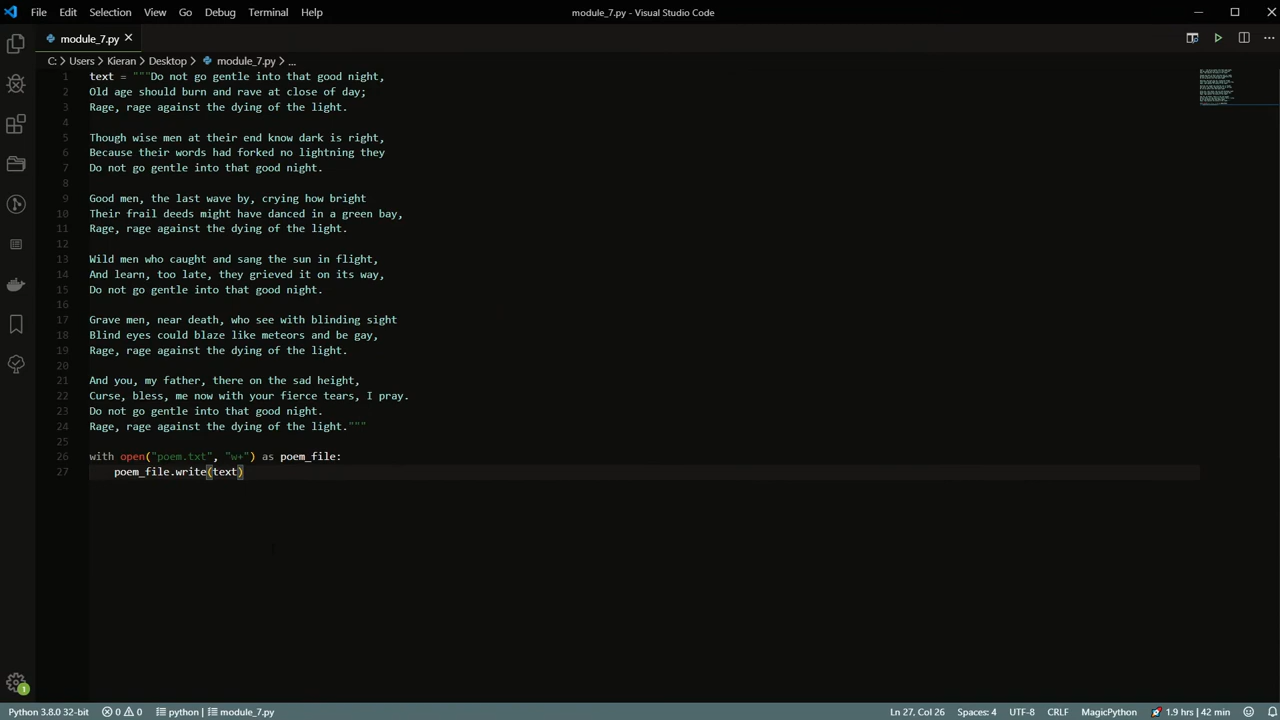 File Edit Selection View Go Debug Terminal Help
module_7.py - Visual Studio Code
module_7.py
C: > Users > Kieran > Desktop > module_7.py > ...
1 text = """Do not go gentle into that good night,
2 Old age should burn and rave at close of day;
3 Rage, rage against the dying of the light.
4
5 Though wise men at their end know dark is right,
6 Because their words had forked no lightning they
7 Do not go gentle into that good night.
8
9 Good men, the last wave by, crying how bright
10 Their frail deeds might have danced in a green bay,
11 Rage, rage against the dying of the light.
12
13 Wild men who caught and sang the sun in flight,
14 And learn, too late, they grieved it on its way,
15 Do not go gentle into that good night.
16
17 Grave men, near death, who see with blinding sight
18 Blind eyes could blaze like meteors and be gay,
19 Rage, rage against the dying of the light.
20
21 And you, my father, there on the sad height,
22 Curse, bless, me now with your fierce tears, I pray.
23 Do not go gentle into that good night.
24 Rage, rage against the dying of the light."""
25
26 with open("poem.txt", "w+") as poem_file:
27     poem_file.write(text)
1
Python 3.8.0 32-bit 0 0 python | module_7.py Ln 27, Col 26 Spaces: 4 UTF-8 CRLF MagicPython 1.9 hrs | 42 min